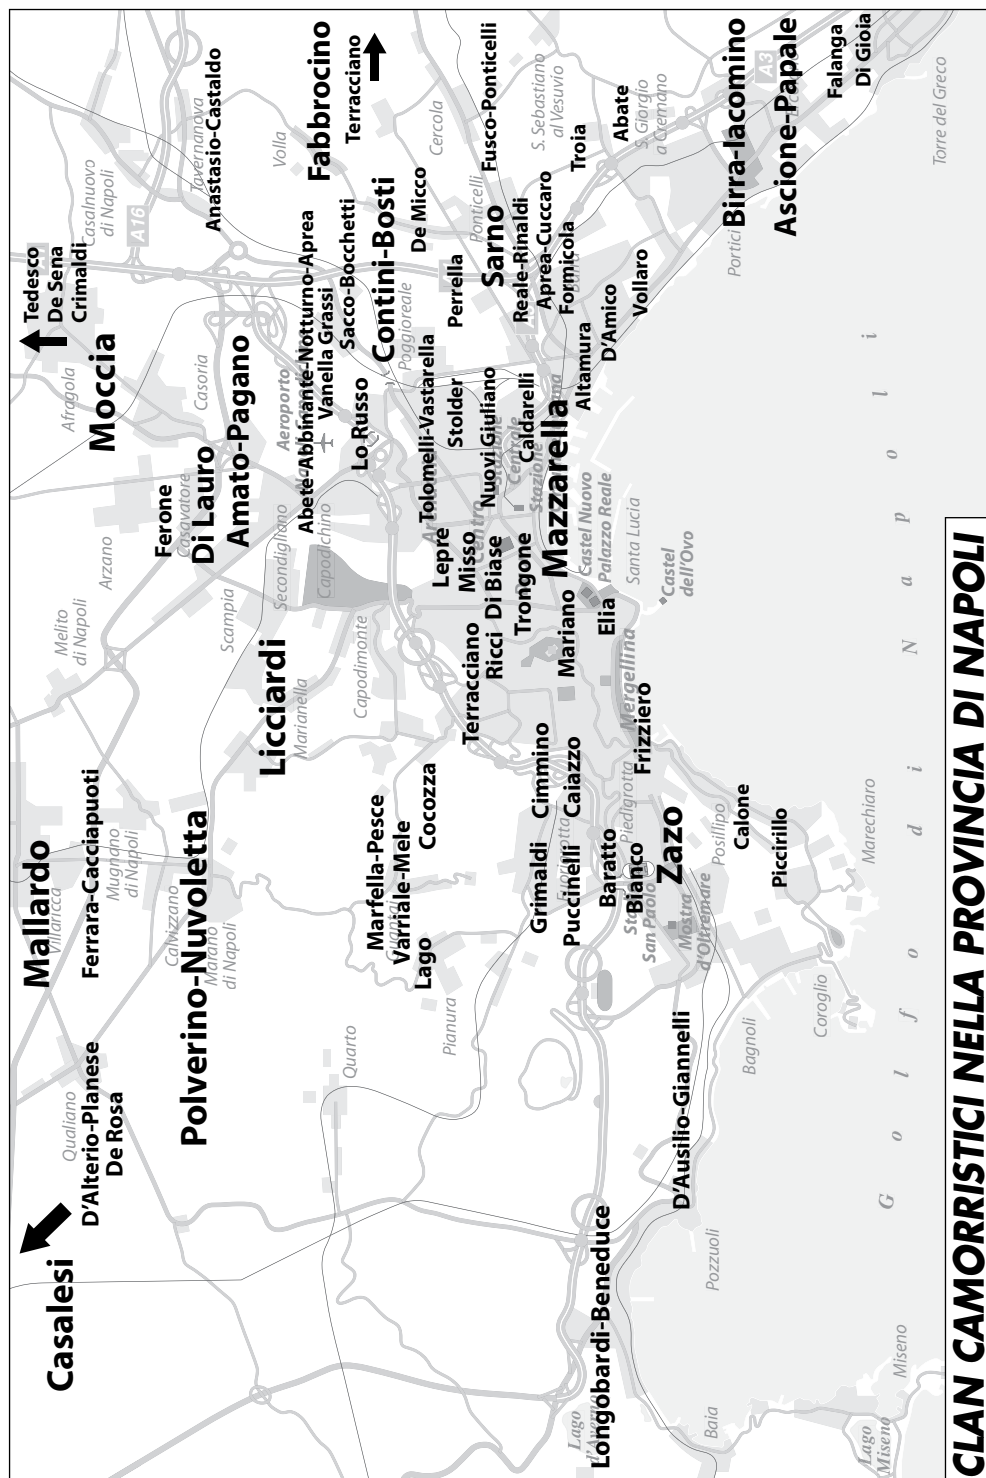 CLAN CAMORRISTICI NELLA PROVINCIA DI NAPOLI
Casalesi
Qualiano
D'Alterio-Planese
De Rosa
Mallardo
Villaricca
Ferrara-Cacciapuoti
Mugnano
di Napoli
Calvizzano
Polverino-Nuvoletta
Marano
di Napoli
Melito
di Napoli
Arzano
Ferone
Casavatore
Di Lauro
Amato-Pagano
Moccia
Afragola
Casoria
Tedesco
De Sena
Crimaldi
Casalnuovo
di Napoli
A16
Tavernanova
Anastasio-Castaldo
Volla
Fabbrocino
Terracciano
Scampia
Secondigliano
Capodichino
Licciardi
Marianella
Capodimonte
Aeroporto
Abete-Abbinante-Notturno-Aprea
Vanella Grassi
Sacco-Bocchetti
Lo Russo
Contini-Bosti
Poggioreale
De Micco
Cercola
Perrella
Ponticelli
Sarno
Fusco-Ponticelli
Reale-Rinaldi
Aprea-Cuccaro
Formicola
S. Sebastiano
al Vesuvio
Troia
Abate
S. Giorgio
a Cremano
A3
Birra-Iacomino
Ascione-Papale
Portici
Falanga
Di Gioia
Torre del Greco
Tolomelli-Vastarella
Stolder
Nuovi Giuliano
Caldarelli
Centro
Stazione
Centrale
Stazione
Mazzarella
Altamura
D'Amico
Vollaro
Lepre
Misso
Di Biase
Trongone
Terracciano
Ricci
Mariano
Elia
Castel Nuovo
Palazzo Reale
Santa Lucia
Castel
dell'Ovo
Mergellina
Frizziero
Quarto
Pianura
Marfella-Pesce
Varriale-Mele
Lago
Cocozza
Cimmino
Caiazzo
Grimaldi
Puccinelli
Fuorigrotta
Baratto
Bianco
Piedigrotta
Zazo
San Paolo
Mostra
d'Oltremare
Posillipo
Calone
Piccirillo
Marechiaro
Coroglio
Bagnoli
D'Ausilio-Giannelli
Pozzuoli
Longobardi-Beneduce
Lago
d'Averno
Baia
Lago
Miseno
Miseno
Golfo di Napoli